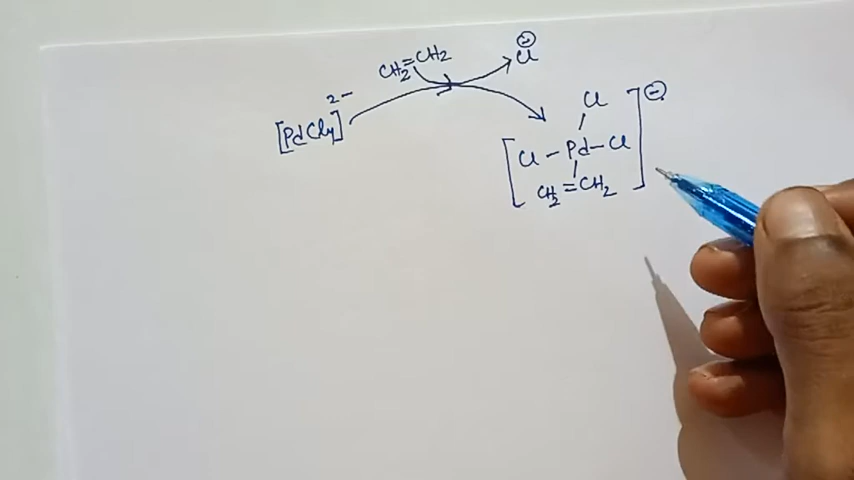 CH2=CH2
Cl⊖
[PdCl4]2-
[Cl-Pd-Cl]⊖
Cl
CH2=CH2